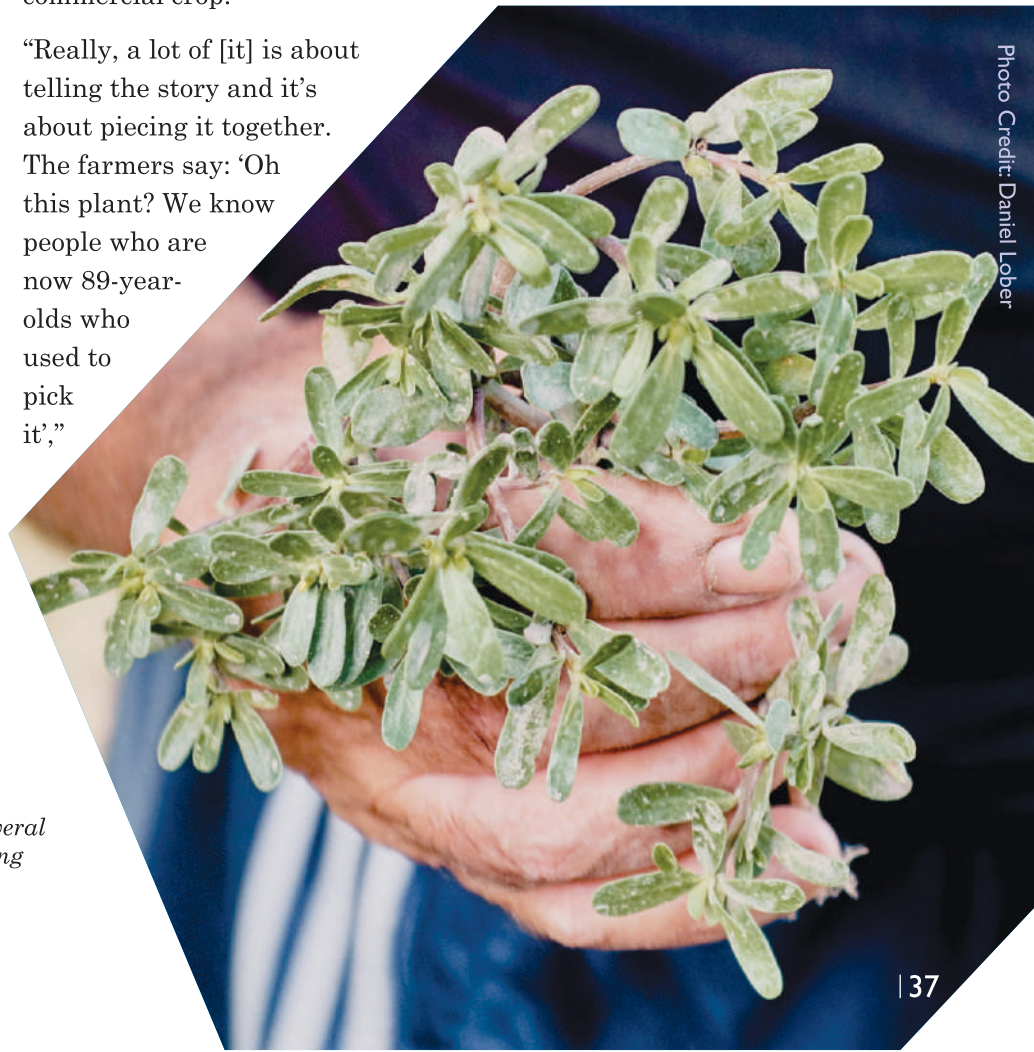 commercial crop.
“Really, a lot of [it] is about
telling the story and it’s
about piecing it together.
The farmers say: ‘Oh
this plant? We know
people who are
now 89-year-
olds who
used to
pick
it’,”
Photo Credit: Daniel Lober
|37